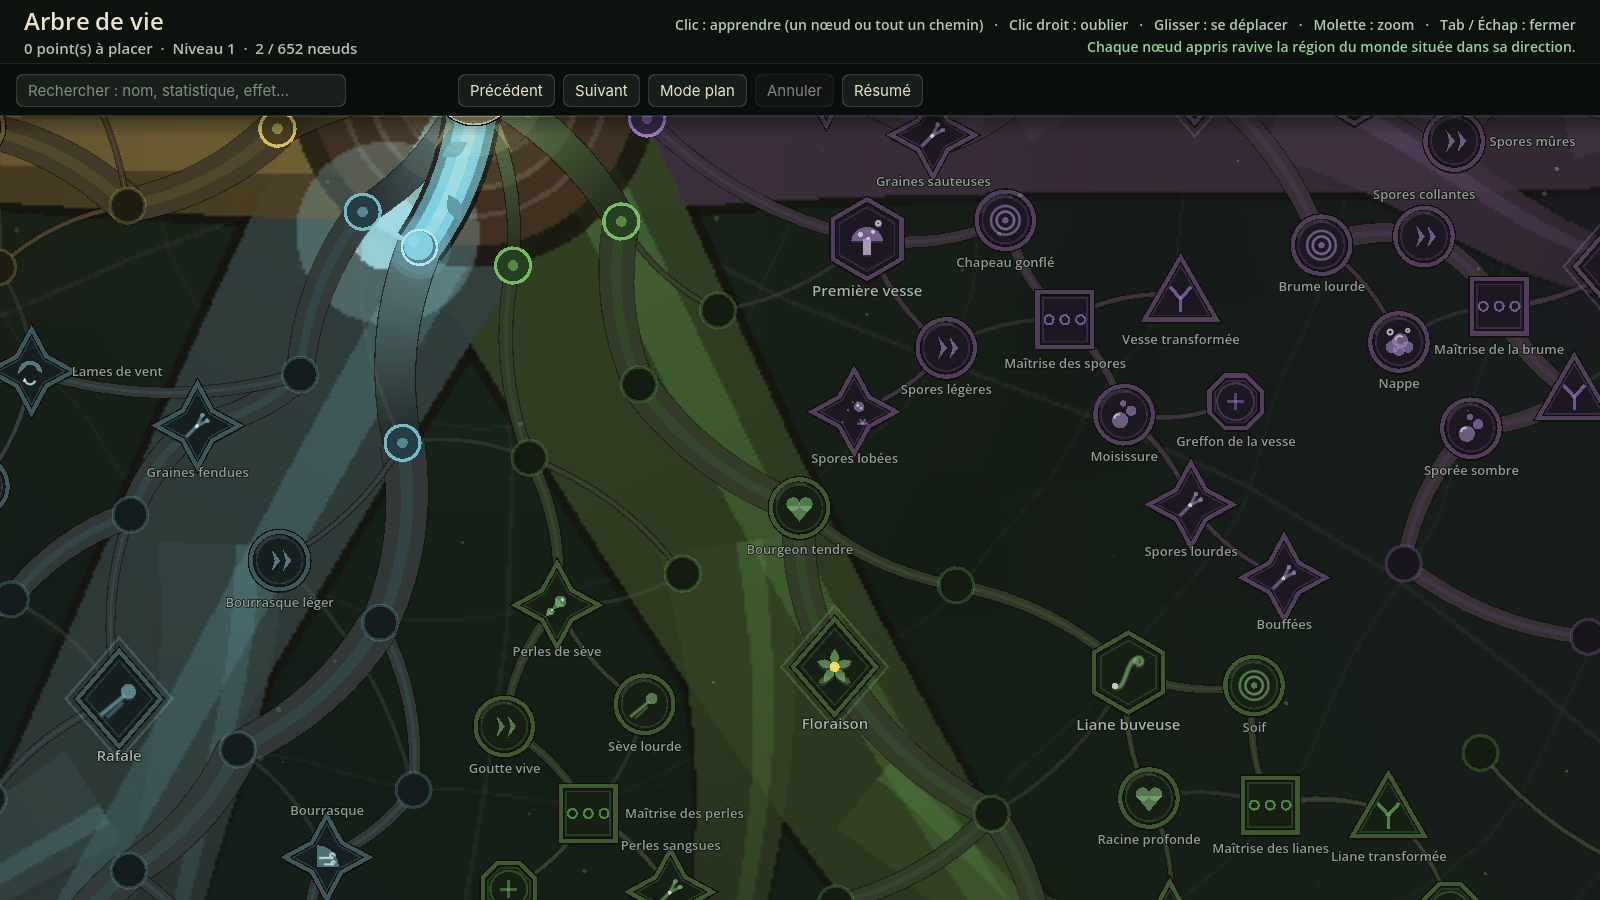 Arbre de vie
0 point(s) à placer · Niveau 1 · 2 / 652 nœuds
Clic : apprendre (un nœud ou tout un chemin) · Clic droit : oublier · Glisser : se déplacer · Molette : zoom · Tab / Échap : fermer
Chaque nœud appris ravive la région du monde située dans sa direction.
Rechercher : nom, statistique, effet...
Précédent
Suivant
Mode plan
Annuler
Résumé
Spores mûres
Graines sauteuses
Spores collantes
Chapeau gonflé
Première vesse
Brume lourde
Vesse transformée
Maîtrise de la brume
Maîtrise des spores
Lames de vent
Nappe
Spores légères
Greffon de la vesse
Moisissure
Spores lobées
Sporée sombre
Graines fendues
Bourgeon tendre
Spores lourdes
Bourrasque léger
Bouffées
Perles de sève
Floraison
Liane buveuse
Soif
Sève lourde
Rafale
Goutte vive
Bourrasque
Maîtrise des perles
Racine profonde
Perles sangsues
Maîtrise des lianes
Liane transformée